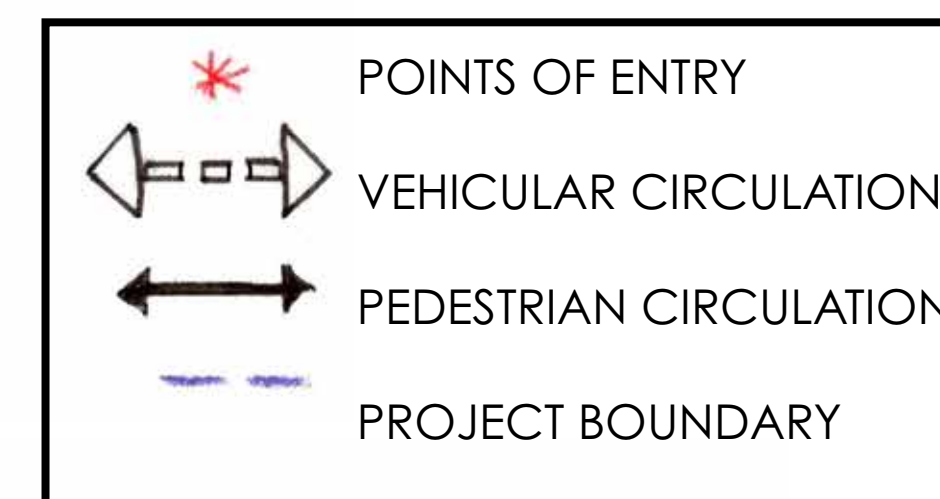 POINTS OF ENTRY
VEHICULAR CIRCULATION
PEDESTRIAN CIRCULATION
PROJECT BOUNDARY